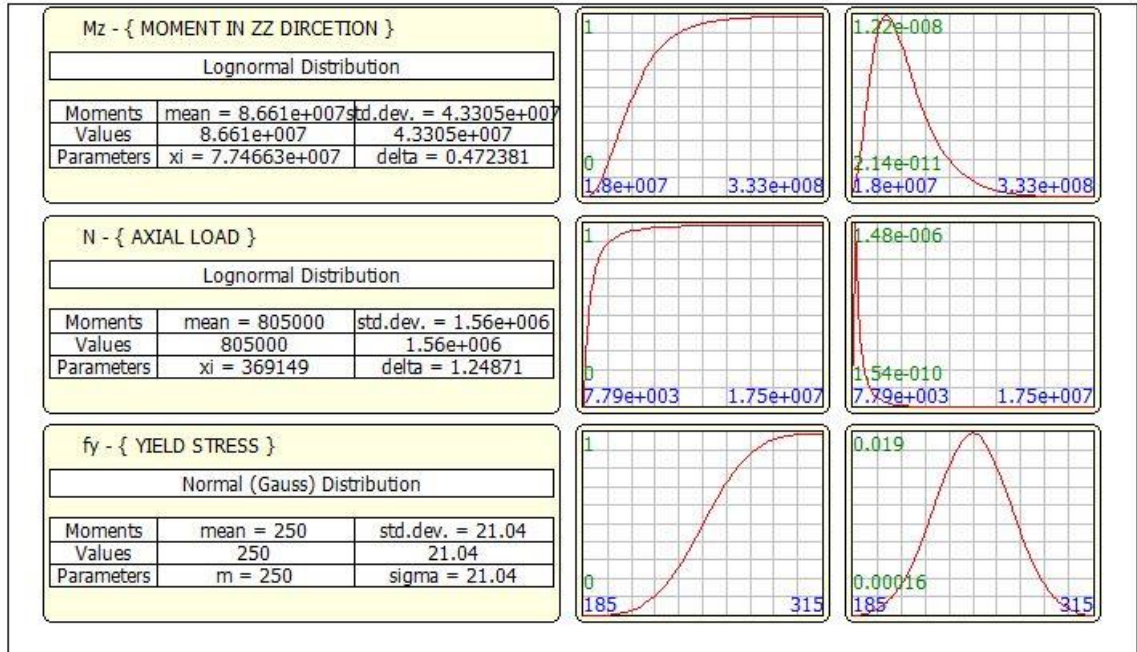 Mz - { MOMENT IN ZZ DIRCETION }
Lognormal Distribution
Moments mean = 8.661e+007 std.dev. = 4.3305e+007
Values 8.661e+007 4.3305e+007
Parameters xi = 7.74663e+007 delta = 0.472381
1
0
1.8e+007 3.33e+008
1.22e-008
2.14e-011
1.8e+007 3.33e+008
N - { AXIAL LOAD }
Lognormal Distribution
Moments mean = 805000 std.dev. = 1.56e+006
Values 805000 1.56e+006
Parameters xi = 369149 delta = 1.24871
1
0
7.79e+003 1.75e+007
1.48e-006
1.54e-010
7.79e+003 1.75e+007
fy - { YIELD STRESS }
Normal (Gauss) Distribution
Moments mean = 250 std.dev. = 21.04
Values 250 21.04
Parameters m = 250 sigma = 21.04
1
0
185 315
0.019
0.00016
185 315